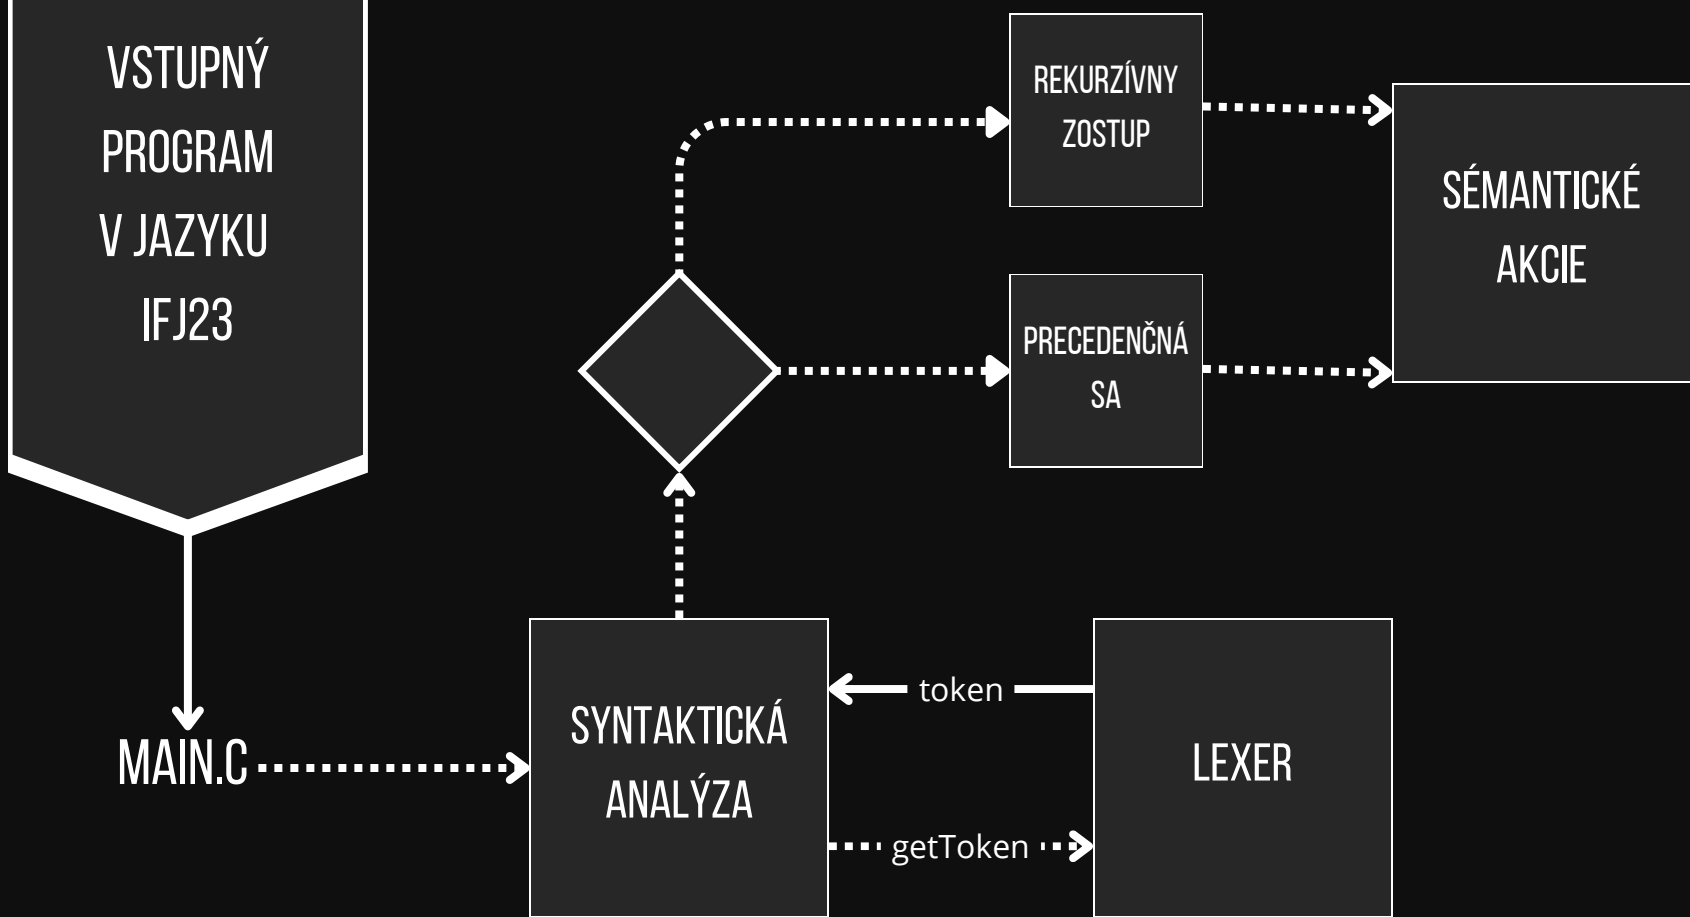 VSTUPNÝ
PROGRAM
V JAZYKU
IFJ23
REKURZÍVNY
ZOSTUP
SÉMANTICKÉ
AKCIE
PRECEDENČNÁ
SA
MAIN.C
SYNTAKTICKÁ
ANALÝZA
token
getToken
LEXER